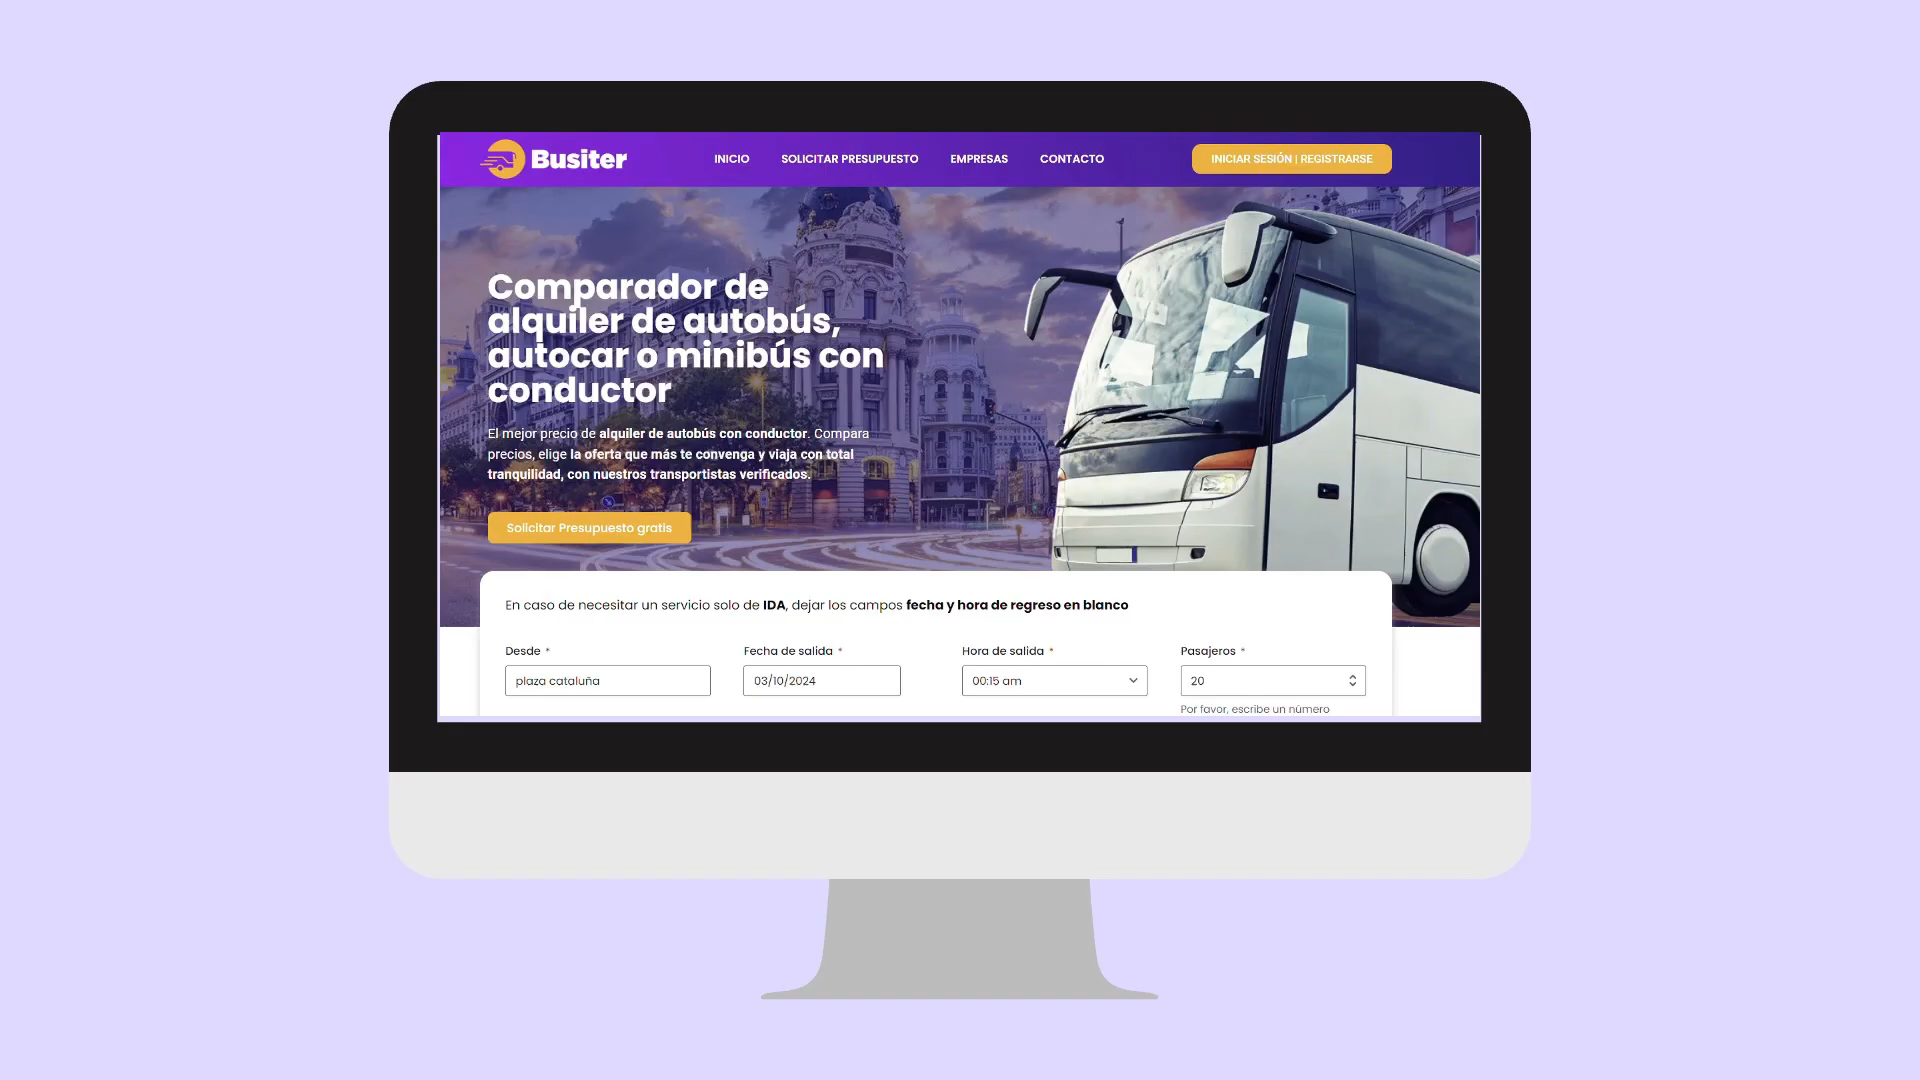 Busiter
INICIO
SOLICITAR PRESUPUESTO
EMPRESAS
CONTACTO
INICIAR SESIÓN | REGISTRARSE
Comparador de
alquiler de autobús,
autocar o minibús con
conductor
El mejor precio de alquiler de autobús con conductor. Compara
precios, elige la oferta que más te convenga y viaja con total
tranquilidad, con nuestros transportistas verificados.
Solicitar Presupuesto gratis
En caso de necesitar un servicio solo de IDA, dejar los campos fecha y hora de regreso en blanco
Desde *
Fecha de salida *
Hora de salida *
Pasajeros *
plaza cataluña
03/10/2024
00:15 am
20
Por favor, escribe un número